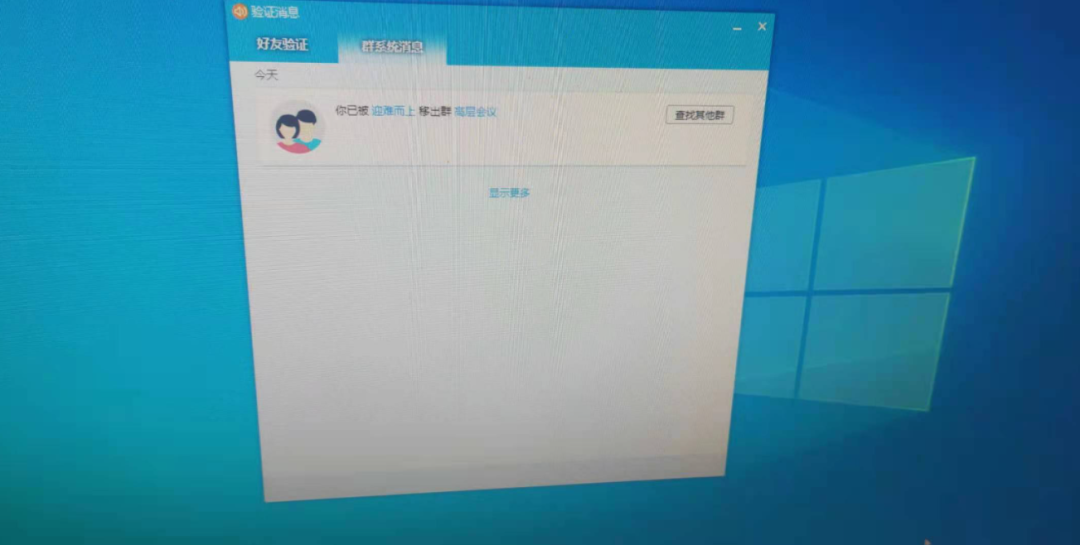 验证消息
好友验证
群系统消息
今天
你已被 迎难而上 移出群 高层会议
查找其他群
显示更多